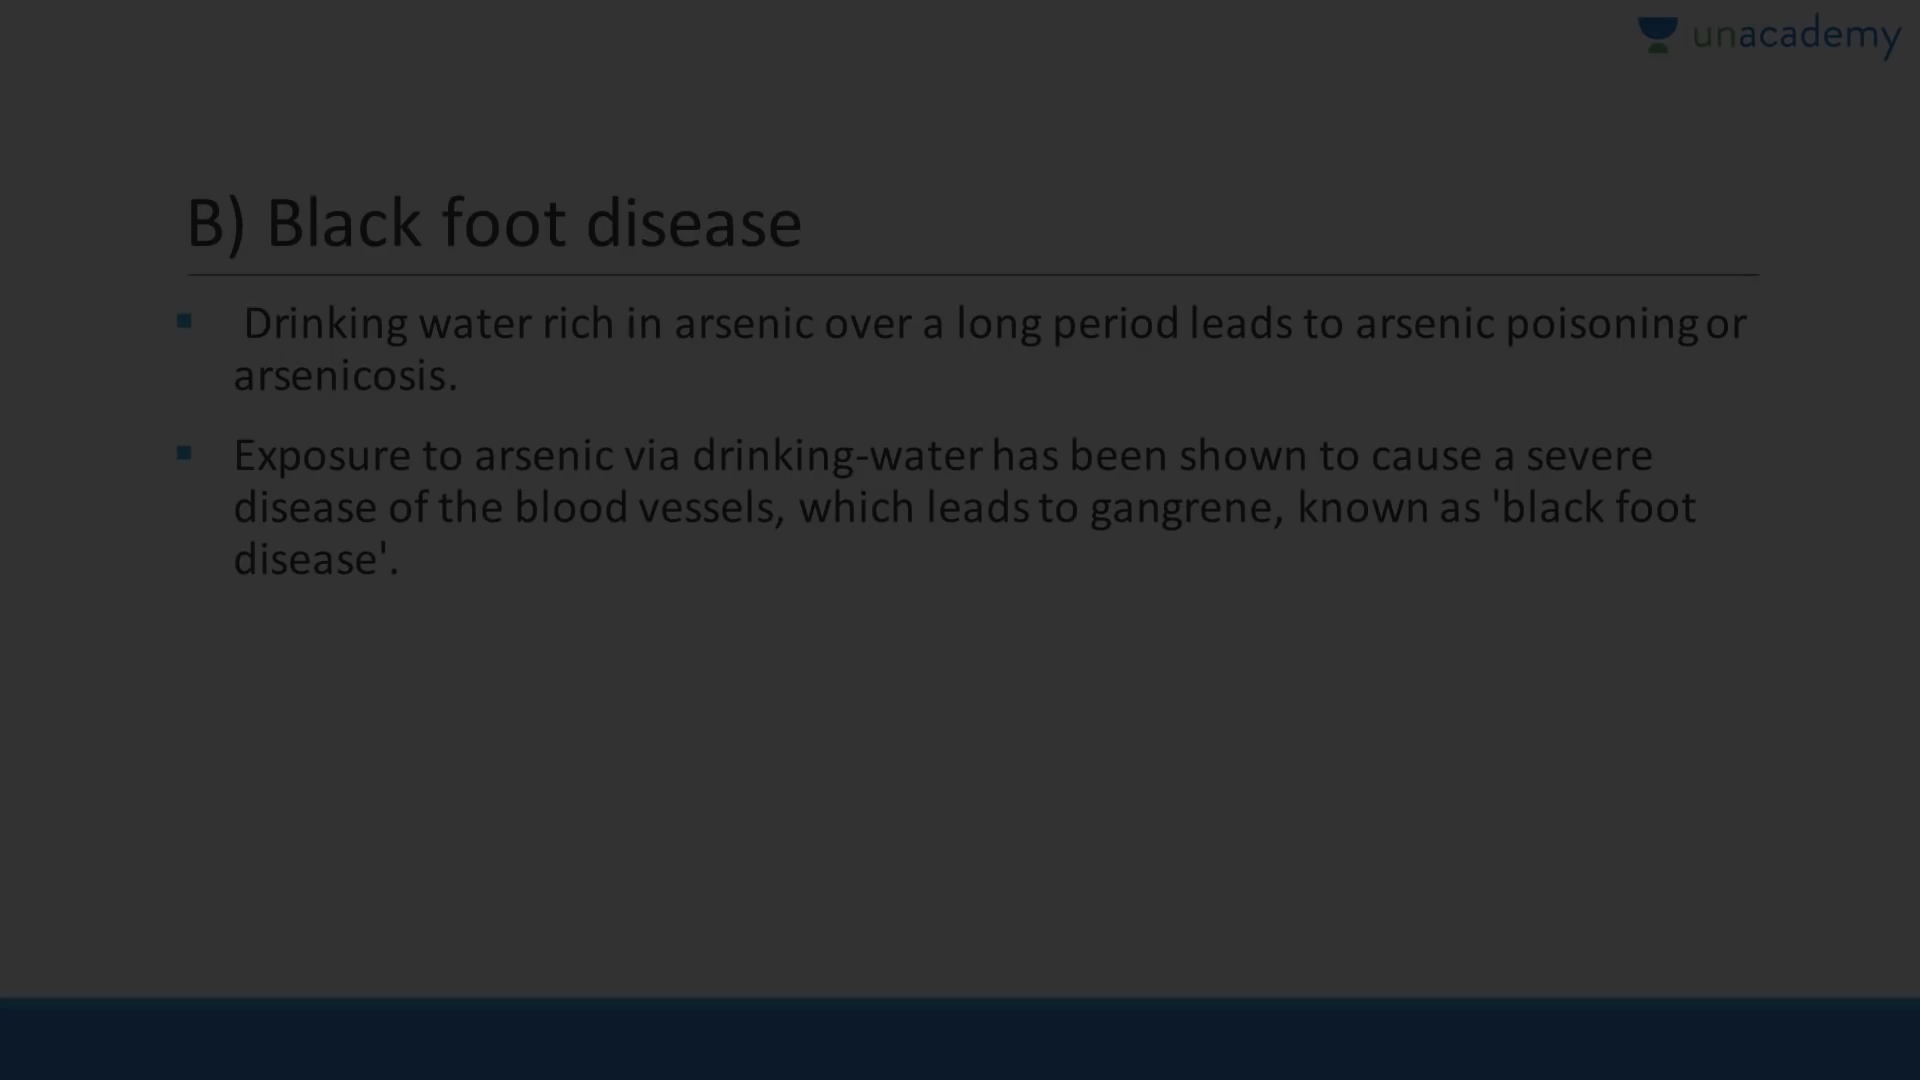 unacademy
B) Black foot disease
Drinking water rich in arsenic over a long period leads to arsenic poisoning or
arsenicosis.
Exposure to arsenic via drinking-water has been shown to cause a severe
disease of the blood vessels, which leads to gangrene, known as 'black foot
disease'.